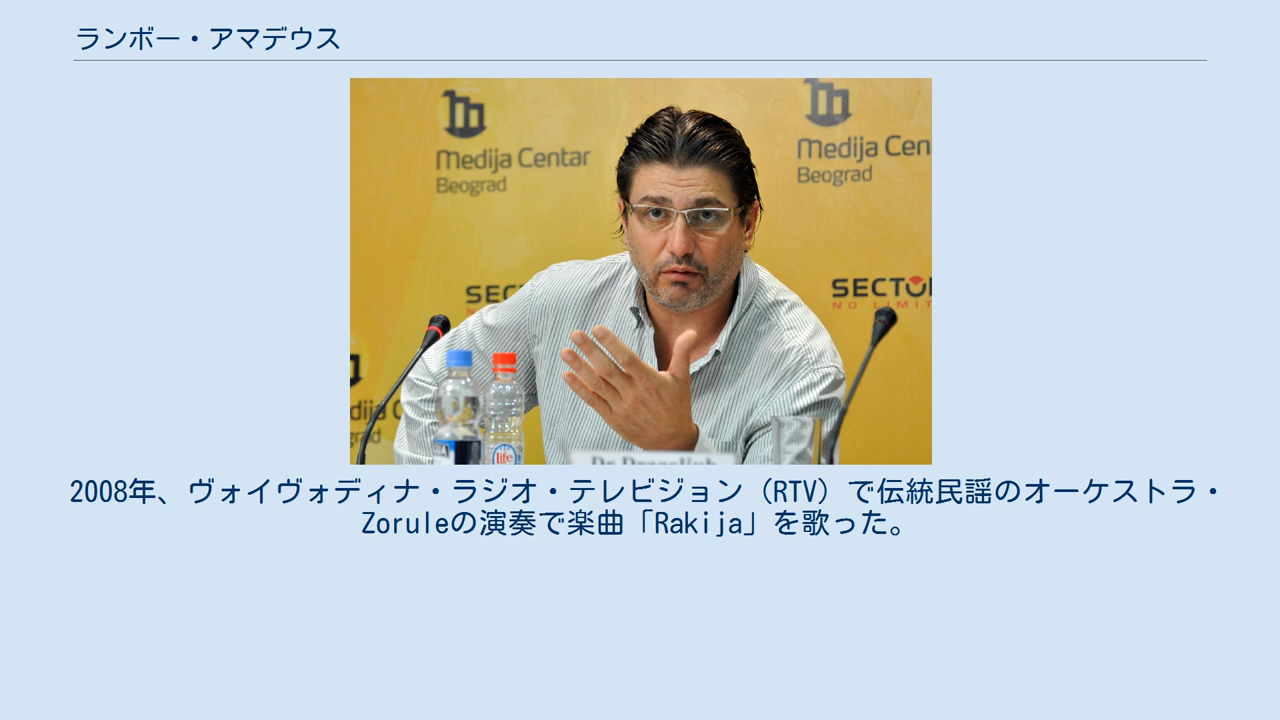 ランボー・アマデウス
Medija Centar
Beograd
Medija Cen
Beograd
SECTOR
NO LIMIT
Life
2008年、ヴォイヴォディナ・ラジオ・テレビジョン（RTV）で伝統民謡のオーケストラ・
Zoruleの演奏で楽曲「Rakija」を歌った。